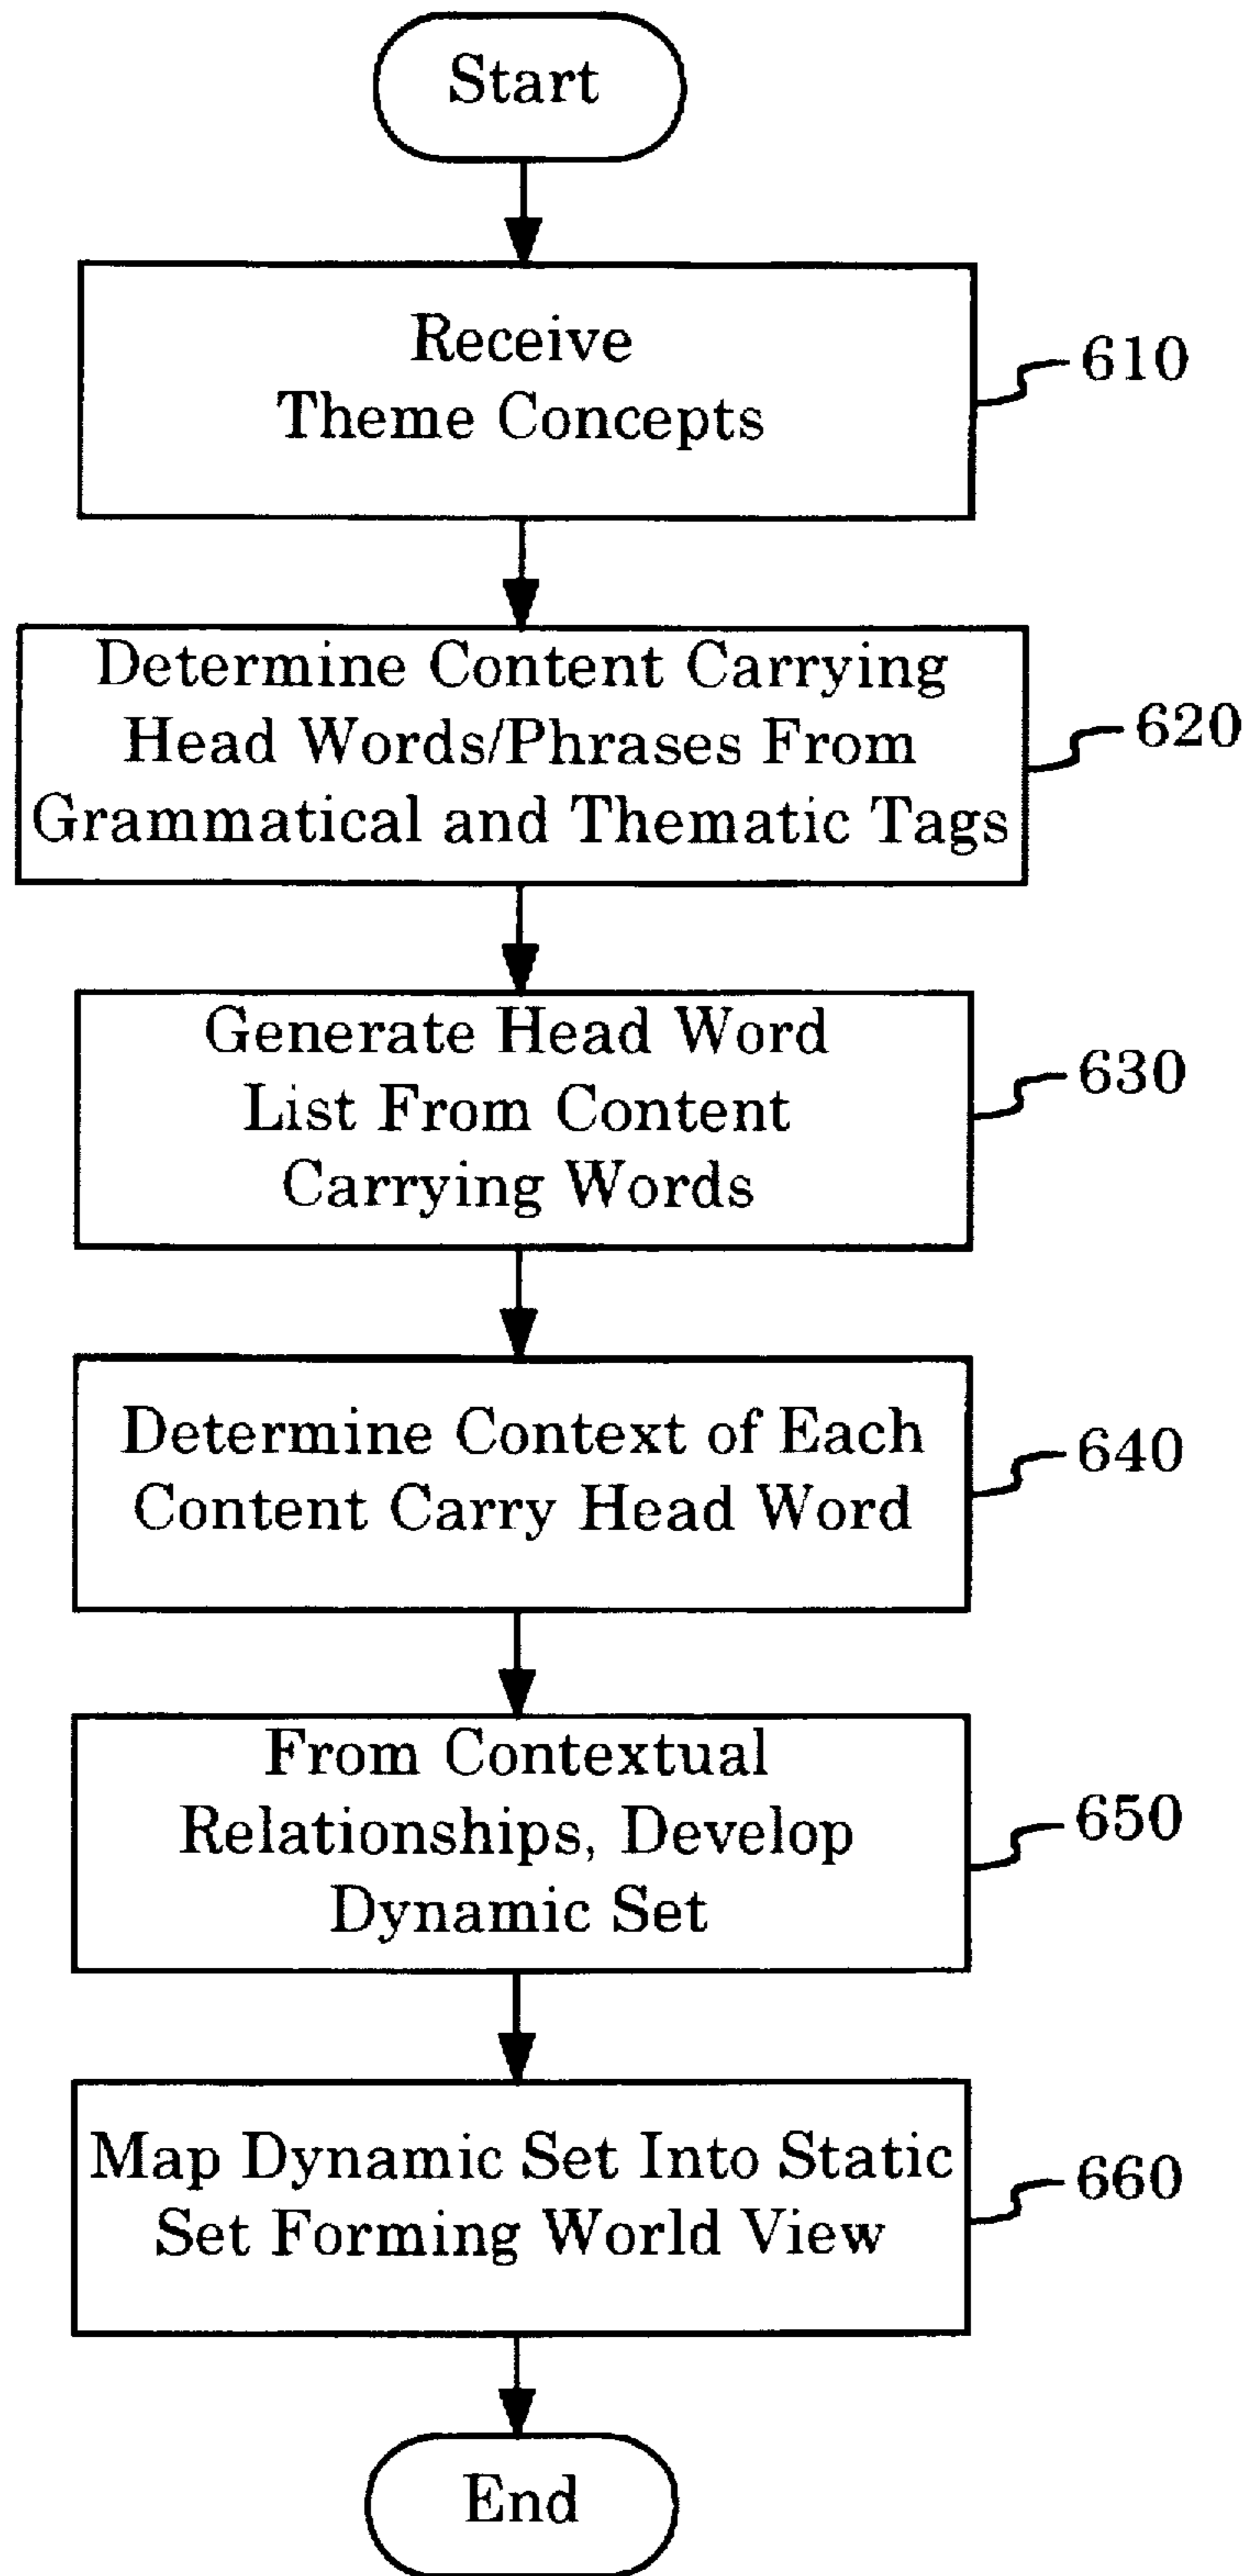 Start
Receive
Theme Concepts
610
Determine Content Carrying
Head Words/Phrases From
Grammatical and Thematic Tags
620
Generate Head Word
List From Content
Carrying Words
630
Determine Context of Each
Content Carry Head Word
640
From Contextual
Relationships, Develop
Dynamic Set
650
Map Dynamic Set Into Static
Set Forming World View
660
End